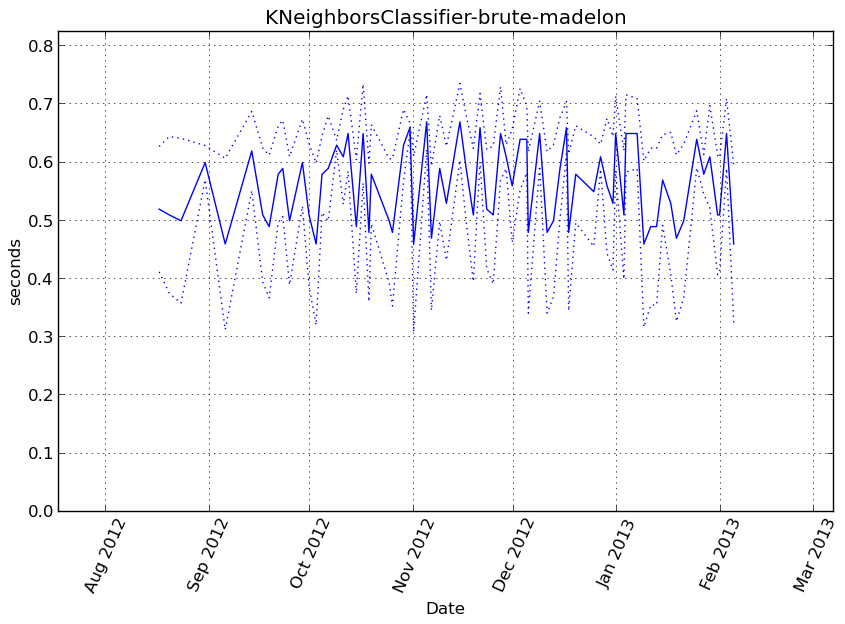 KNeighborsClassifier-brute-madelon
0.8
0.7
0.6
0.5
0.4
0.3
0.2
0.1
0.0
seconds
Aug 2012
Sep 2012
Oct 2012
Nov 2012
Dec 2012
Jan 2013
Feb 2013
Mar 2013
Date